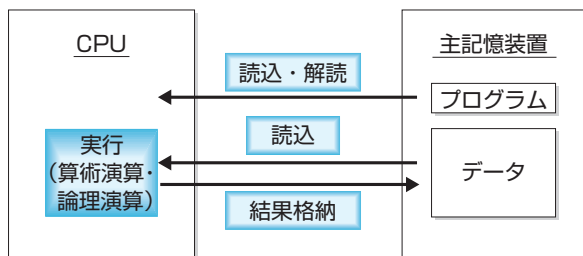 CPU
主記憶装置
読込・解読
プログラム
読込
実行
(算術演算・
論理演算)
データ
結果格納